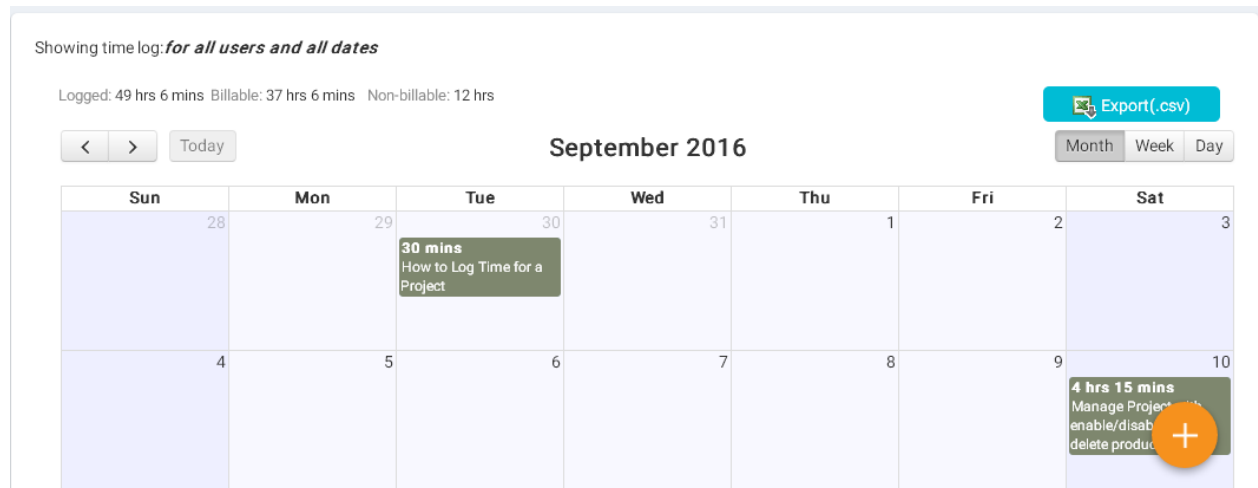 Showing time log:for all users and all dates
Logged: 49 hrs 6 mins Billable: 37 hrs 6 mins Non-billable: 12 hrs
Export(.csv)
< > Today
September 2016
Month Week Day
Sun Mon Tue Wed Thu Fri Sat
28 29 30 31 1 2 3
30 mins
How to Log Time for a
Project
4 5 6 7 8 9 10
4 hrs 15 mins
Manage Project
enable/
delete